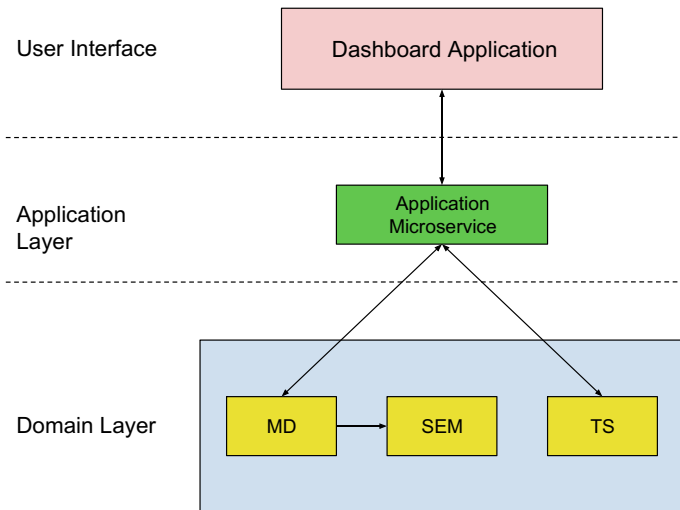 User Interface
Dashboard Application
Application
Layer
Application
Microservice
Domain Layer
MD
SEM
TS